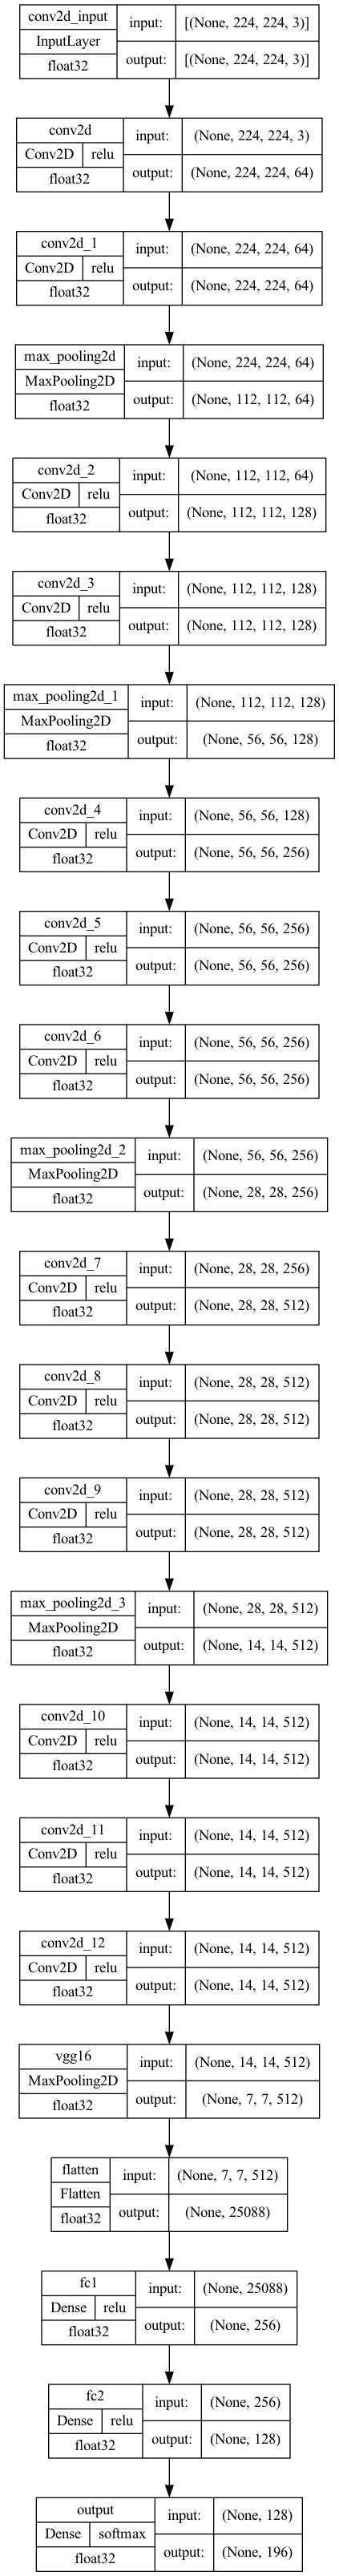 conv2d_input input: [(None, 224, 224, 3)]
InputLayer
float32 output: [(None, 224, 224, 3)]
conv2d input: (None, 224, 224, 3)
Conv2D relu
float32 output: (None, 224, 224, 64)
conv2d_1 input: (None, 224, 224, 64)
Conv2D relu
float32 output: (None, 224, 224, 64)
max_pooling2d input: (None, 224, 224, 64)
MaxPooling2D
float32 output: (None, 112, 112, 64)
conv2d_2 input: (None, 112, 112, 64)
Conv2D relu
float32 output: (None, 112, 112, 128)
conv2d_3 input: (None, 112, 112, 128)
Conv2D relu
float32 output: (None, 112, 112, 128)
max_pooling2d_1 input: (None, 112, 112, 128)
MaxPooling2D
float32 output: (None, 56, 56, 128)
conv2d_4 input: (None, 56, 56, 128)
Conv2D relu
float32 output: (None, 56, 56, 256)
conv2d_5 input: (None, 56, 56, 256)
Conv2D relu
float32 output: (None, 56, 56, 256)
conv2d_6 input: (None, 56, 56, 256)
Conv2D relu
float32 output: (None, 56, 56, 256)
max_pooling2d_2 input: (None, 56, 56, 256)
MaxPooling2D
float32 output: (None, 28, 28, 256)
conv2d_7 input: (None, 28, 28, 256)
Conv2D relu
float32 output: (None, 28, 28, 512)
conv2d_8 input: (None, 28, 28, 512)
Conv2D relu
float32 output: (None, 28, 28, 512)
conv2d_9 input: (None, 28, 28, 512)
Conv2D relu
float32 output: (None, 28, 28, 512)
max_pooling2d_3 input: (None, 28, 28, 512)
MaxPooling2D
float32 output: (None, 14, 14, 512)
conv2d_10 input: (None, 14, 14, 512)
Conv2D relu
float32 output: (None, 14, 14, 512)
conv2d_11 input: (None, 14, 14, 512)
Conv2D relu
float32 output: (None, 14, 14, 512)
conv2d_12 input: (None, 14, 14, 512)
Conv2D relu
float32 output: (None, 14, 14, 512)
vgg16 input: (None, 14, 14, 512)
MaxPooling2D
float32 output: (None, 7, 7, 512)
flatten input: (None, 7, 7, 512)
Flatten
float32 output: (None, 25088)
fc1 input: (None, 25088)
Dense relu
float32 output: (None, 256)
fc2 input: (None, 256)
Dense relu
float32 output: (None, 128)
output input: (None, 128)
Dense softmax
float32 output: (None, 196)